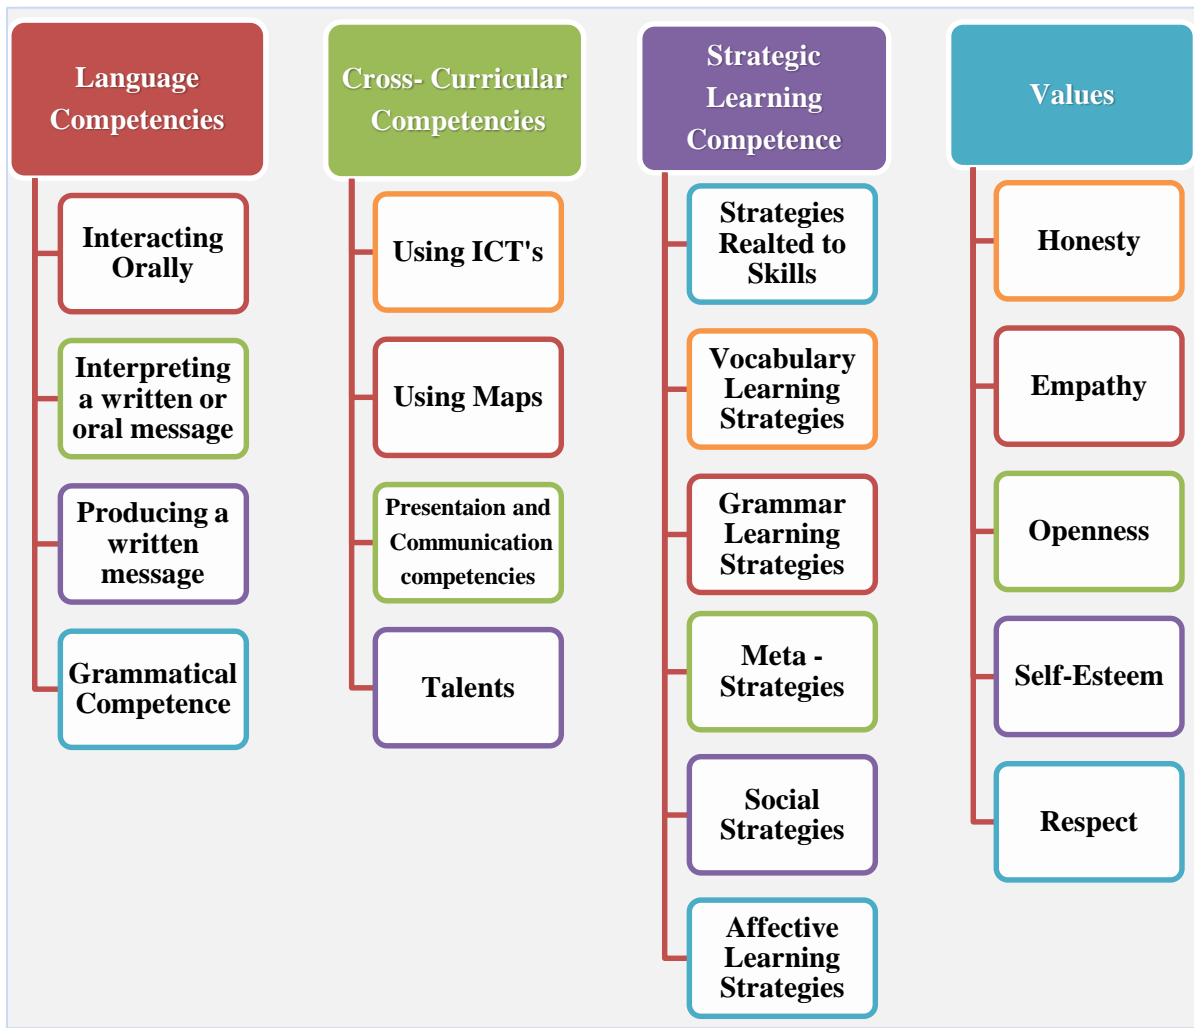 Language
Competencies
Interacting
Orally
Interpreting
a written or
oral message
Producing a
written
message
Grammatical
Competence
Cross- Curricular
Competencies
Using ICT's
Using Maps
Presentaion and
Communication
competencies
Talents
Strategic
Learning
Competence
Strategies
Realted to
Skills
Vocabulary
Learning
Strategies
Grammar
Learning
Strategies
Meta -
Strategies
Social
Strategies
Affective
Learning
Strategies
Values
Honesty
Empathy
Openness
Self-Esteem
Respect